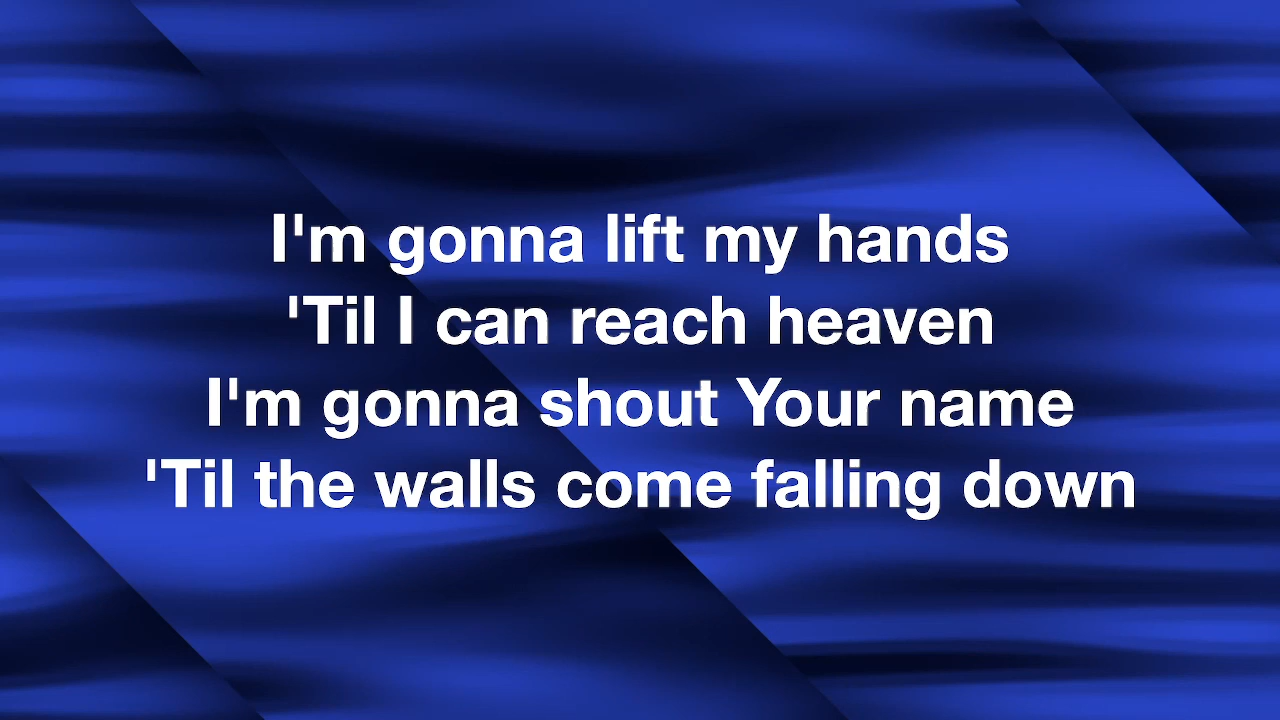 I'm gonna lift my hands
'Til I can reach heaven
I'm gonna shout Your name
'Til the walls come falling down